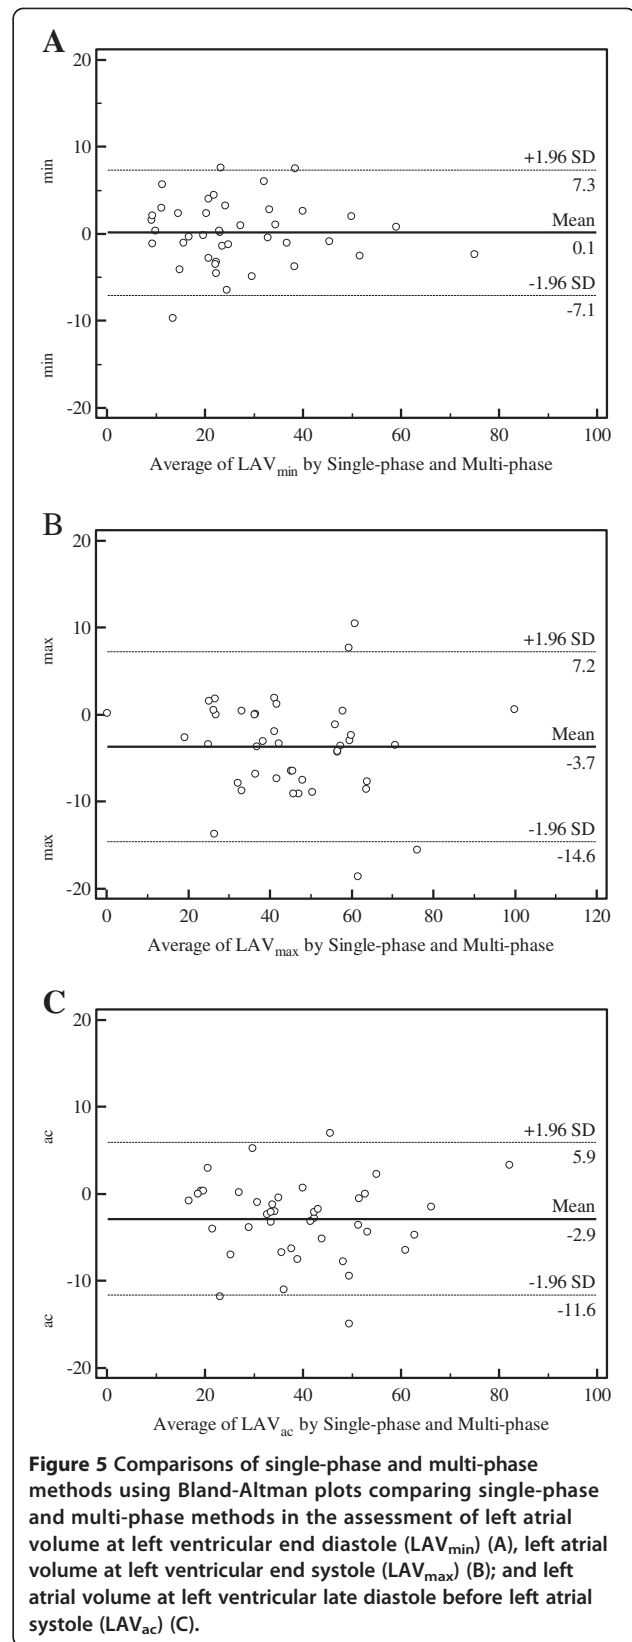 A
20
10
0
-10
-20
min
min
+1.96 SD
7.3
Mean
0.1
-1.96 SD
-7.1
0 20 40 60 80 100
Average of LAVmin by Single-phase and Multi-phase
B
20
10
0
-10
-20
max
max
+1.96 SD
7.2
Mean
-3.7
-1.96 SD
-14.6
0 20 40 60 80 100 120
Average of LAVmax by Single-phase and Multi-phase
C
20
10
0
-10
-20
ac
ac
+1.96 SD
5.9
Mean
-2.9
-1.96 SD
-11.6
0 20 40 60 80 100
Average of LAVac by Single-phase and Multi-phase
Figure 5 Comparisons of single-phase and multi-phase
methods using Bland-Altman plots comparing single-phase
and multi-phase methods in the assessment of left atrial
volume at left ventricular end diastole (LAVmin) (A), left atrial
volume at left ventricular end systole (LAVmax) (B); and left
atrial volume at left ventricular late diastole before left atrial
systole (LAVac) (C).